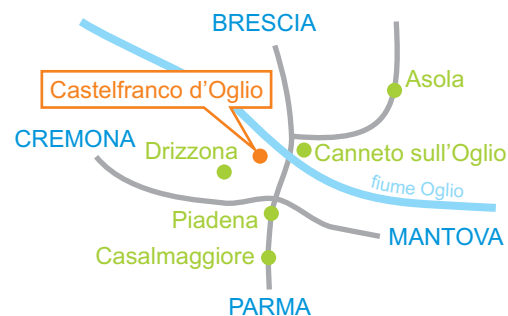 BRESCIA
Asola
Castelfranco d'Oglio
CREMONA
Drizzona
Canneto sull'Oglio
fiume Oglio
Piadena
MANTOVA
Casalmaggiore
PARMA